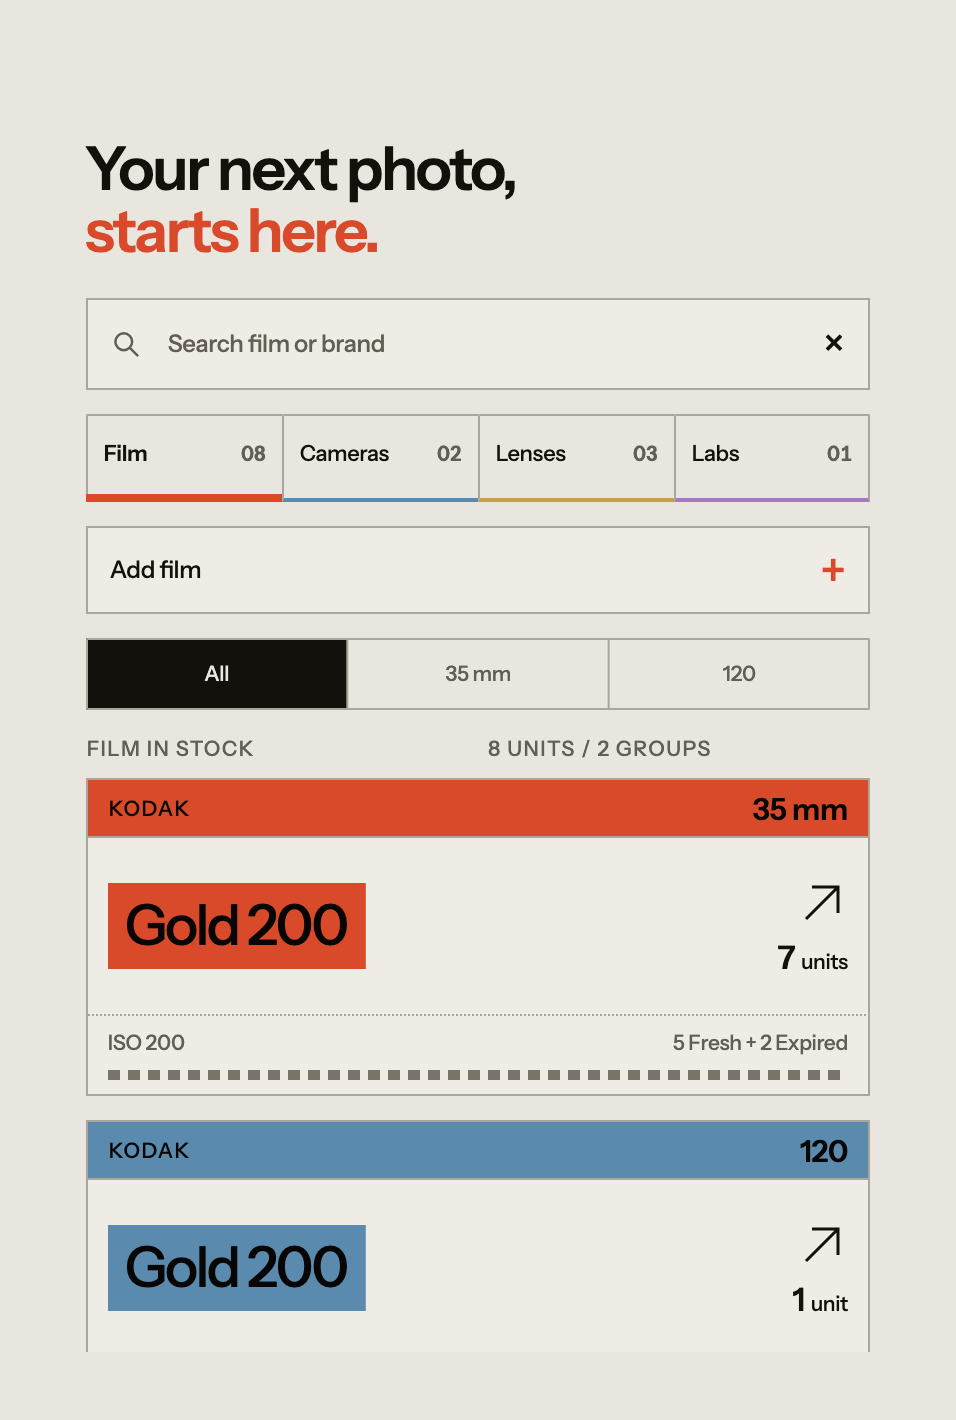 Your next photo,
starts here.
Search film or brand ×
Film 08 Cameras 02 Lenses 03 Labs 01
Add film +
All 35 mm 120
FILM IN STOCK 8 UNITS / 2 GROUPS
KODAK 35 mm
Gold 200
7 units
ISO 200 5 Fresh + 2 Expired
KODAK 120
Gold 200
1 unit